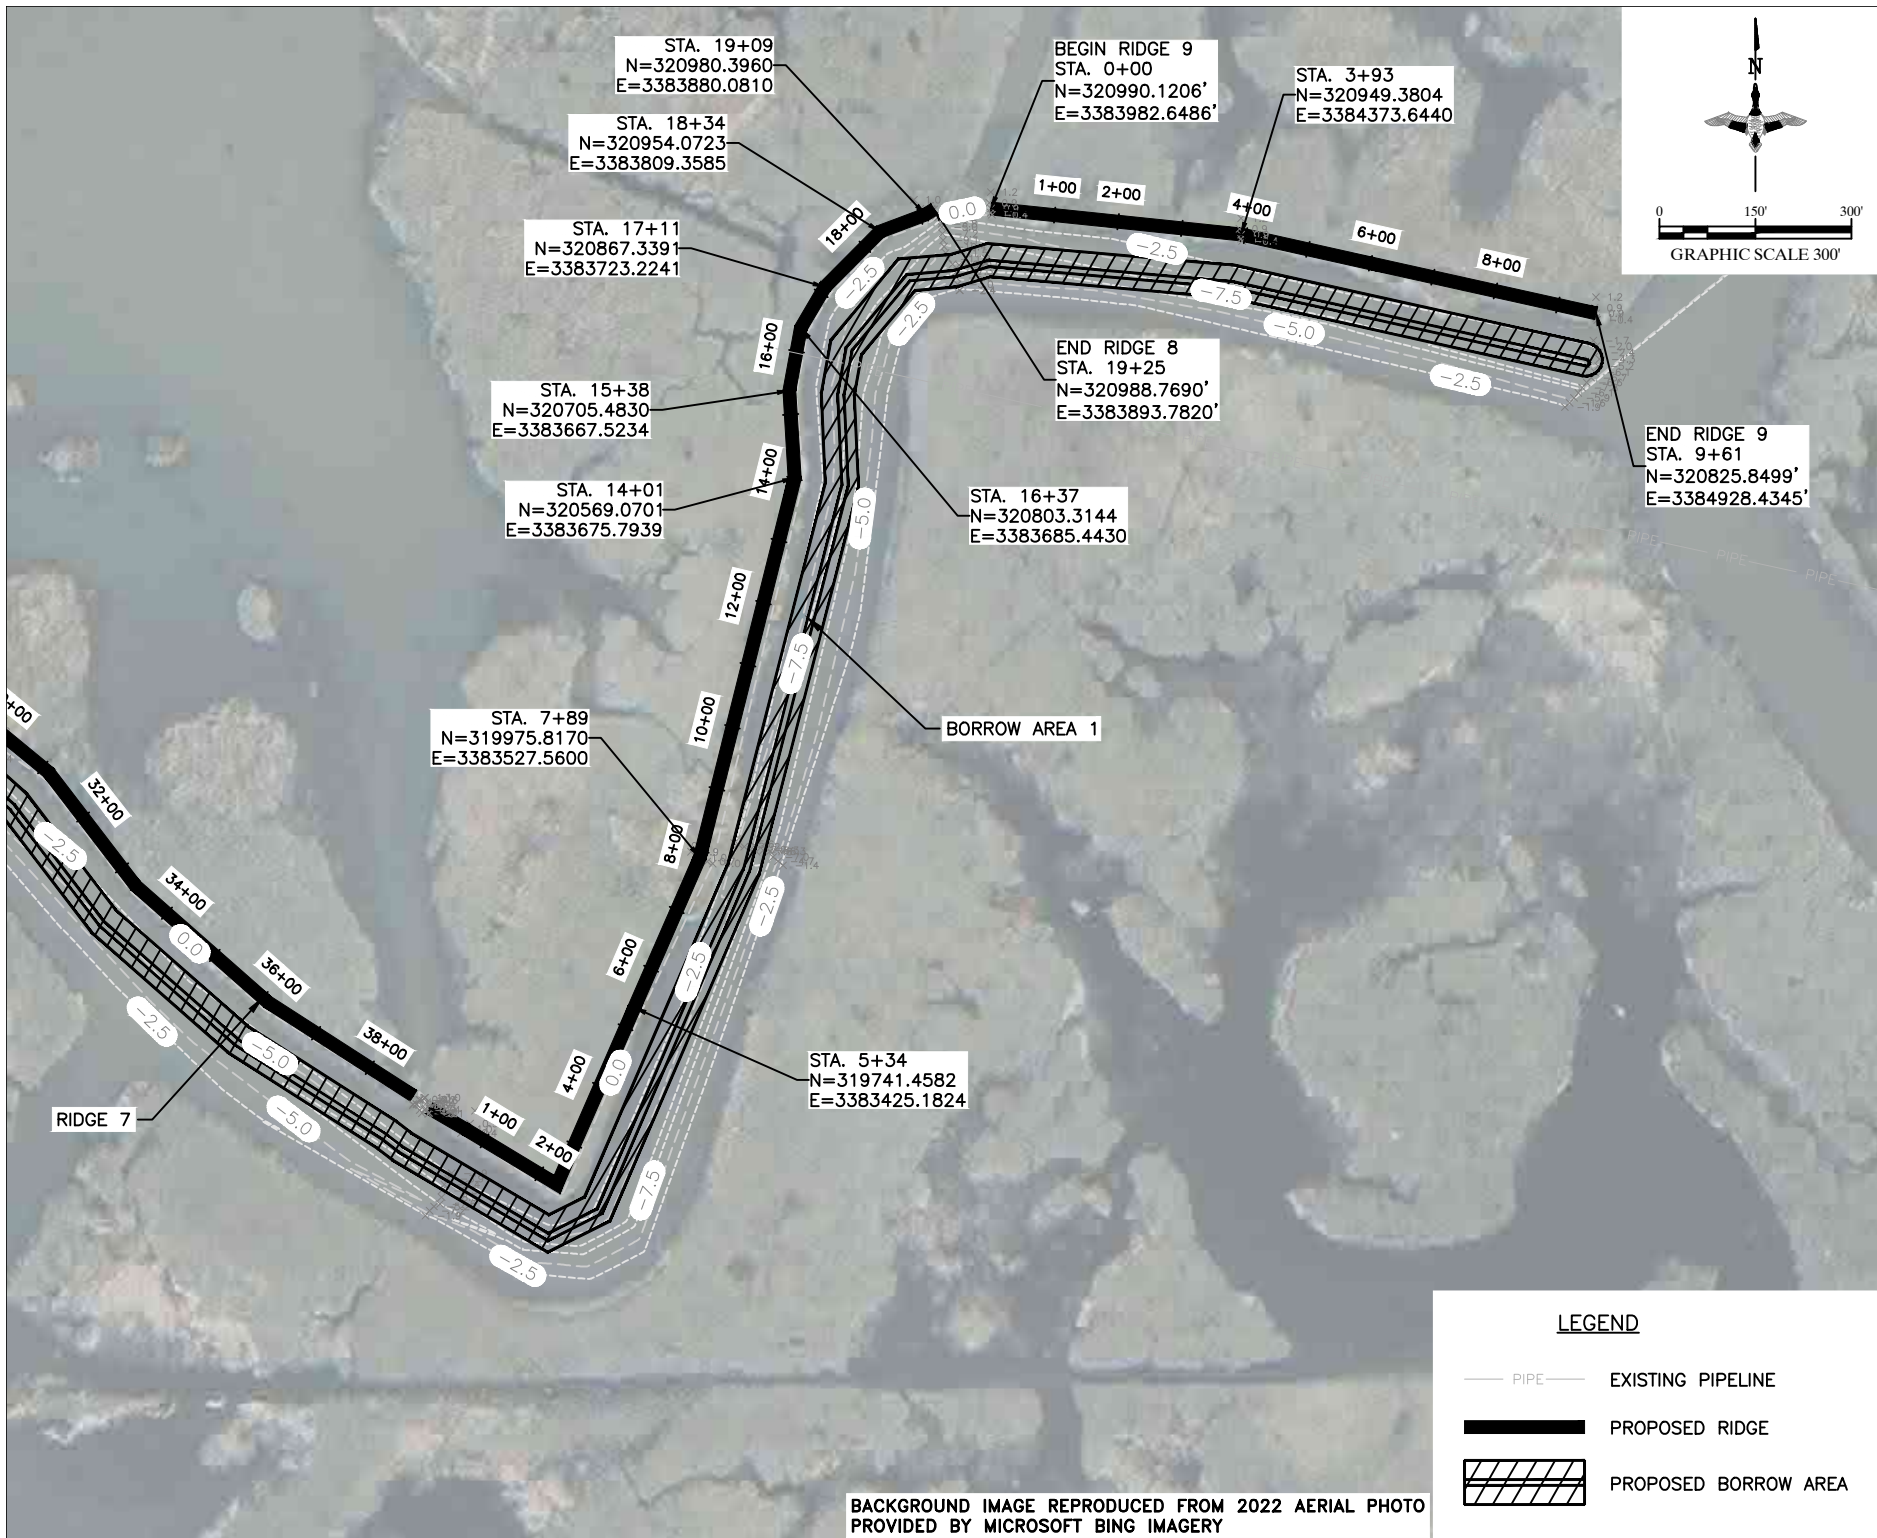 STA. 19+09
N=320980.3960
E=3383880.0810
BEGIN RIDGE 9
STA. 0+00
N=320990.1206'
E=3383982.6486'
STA. 3+93
N=320949.3804
E=3384373.6440
N
0 150' 300'
GRAPHIC SCALE 300'
STA. 18+34
N=320954.0723
E=3383809.3585
STA. 17+11
N=320867.3391
E=3383723.2241
18+00
0.0
1+00
2+00
4+00
6+00
8+00
-2.5
-2.5
-7.5
-2.5
-5.0
-2.5
16+00
END RIDGE 8
STA. 19+25
N=320988.7690'
E=3383893.7820'
STA. 15+38
N=320705.4830
E=3383667.5234
END RIDGE 9
STA. 9+61
N=320825.8499'
E=3384928.4345'
14+00
STA. 14+01
N=320569.0701
E=3383675.7939
STA. 16+37
N=320803.3144
E=3383685.4430
-5.0
PIPE
PIPE
PIPE
12+00
-7.5
10+00
STA. 7+89
N=319975.8170
E=3383527.5600
BORROW AREA 1
+00
32+00
-2.5
8+00
34+00
0.0
-2.5
36+00
6+00
-2.5
-2.5
38+00
-5.0
4+00
0.0
STA. 5+34
N=319741.4582
E=3383425.1824
RIDGE 7
-5.0
1+00
2+00
-7.5
-2.5
LEGEND
PIPE EXISTING PIPELINE
PROPOSED RIDGE
PROPOSED BORROW AREA
BACKGROUND IMAGE REPRODUCED FROM 2022 AERIAL PHOTO
PROVIDED BY MICROSOFT BING IMAGERY